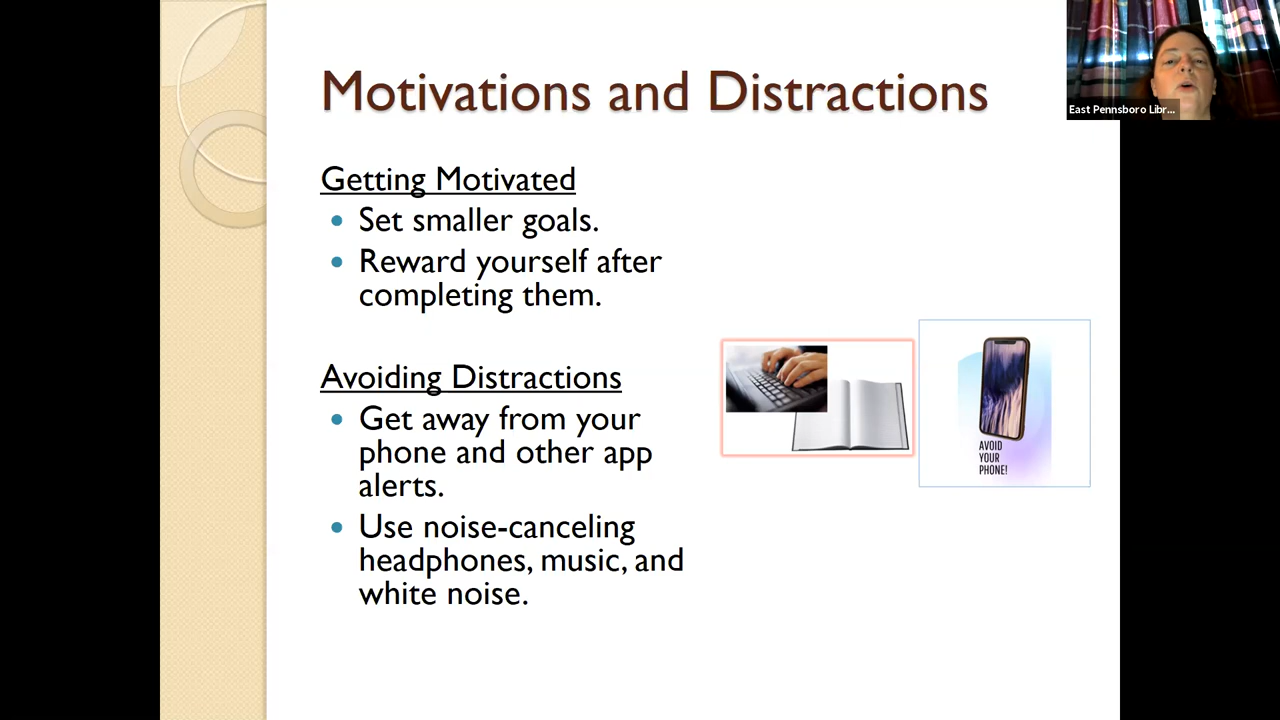 Motivations and Distractions
East Pennsboro Libr...
Getting Motivated
Set smaller goals.
Reward yourself after
completing them.
Avoiding Distractions
Get away from your
phone and other app
alerts.
Use noise-canceling
headphones, music, and
white noise.
AVOID
YOUR
PHONE!